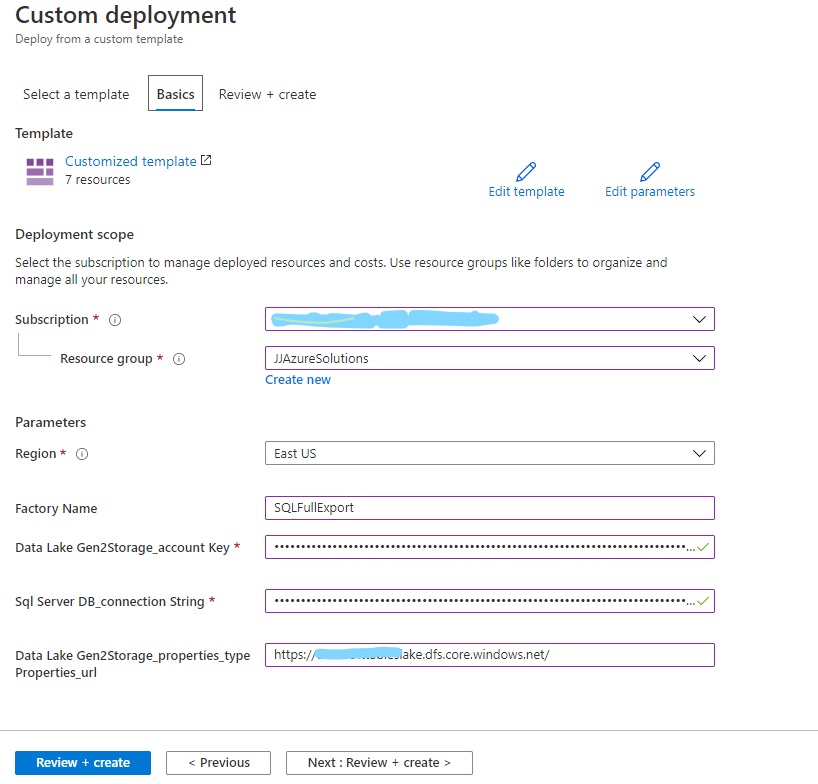 Custom deployment
Deploy from a custom template
Select a template
Basics
Review + create
Template
Customized template
7 resources
Edit template
Edit parameters
Deployment scope
Select the subscription to manage deployed resources and costs. Use resource groups like folders to organize and
manage all your resources.
Subscription *
Resource group *
JJAzureSolutions
Create new
Parameters
Region *
East US
Factory Name
SQLFullExport
Data Lake Gen2Storage_account Key *
Sql Server DB_connection String *
Data Lake Gen2Storage_properties_type
Properties_url
https:// lake.dfs.core.windows.net/
Review + create
< Previous
Next : Review + create >